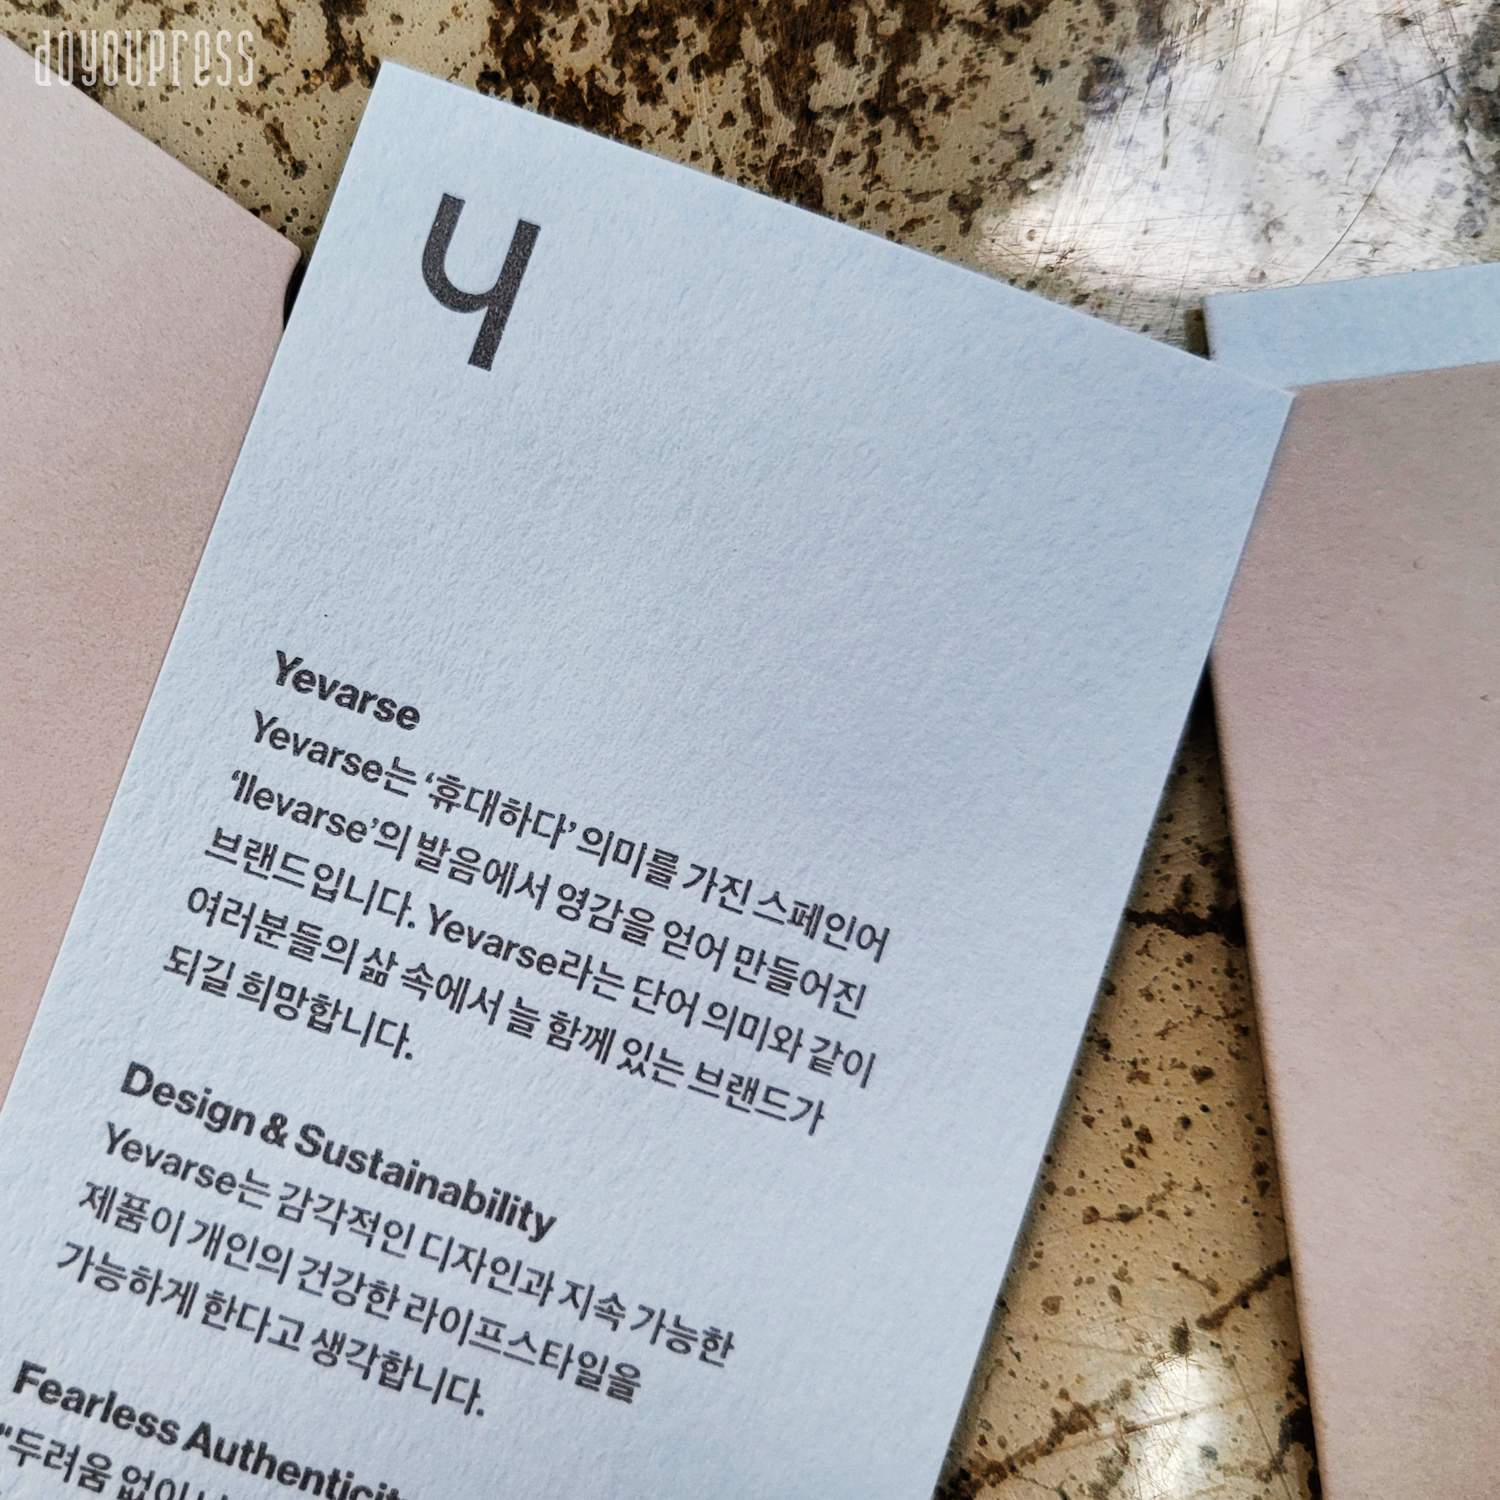 doyoupress
y
Yevarse
Yevarse는 ‘휴대하다’ 의미를 가진 스페인어
‘llevarse’의 발음에서 영감을 얻어 만들어진
브랜드입니다. Yevarse라는 단어 의미와 같이
여러분들의 삶 속에서 늘 함께 있는 브랜드가
되길 희망합니다.
Design & Sustainability
Yevarse는 감각적인 디자인과 지속 가능한
제품이 개인의 건강한 라이프스타일을
가능하게 한다고 생각합니다.
Fearless
“두려움